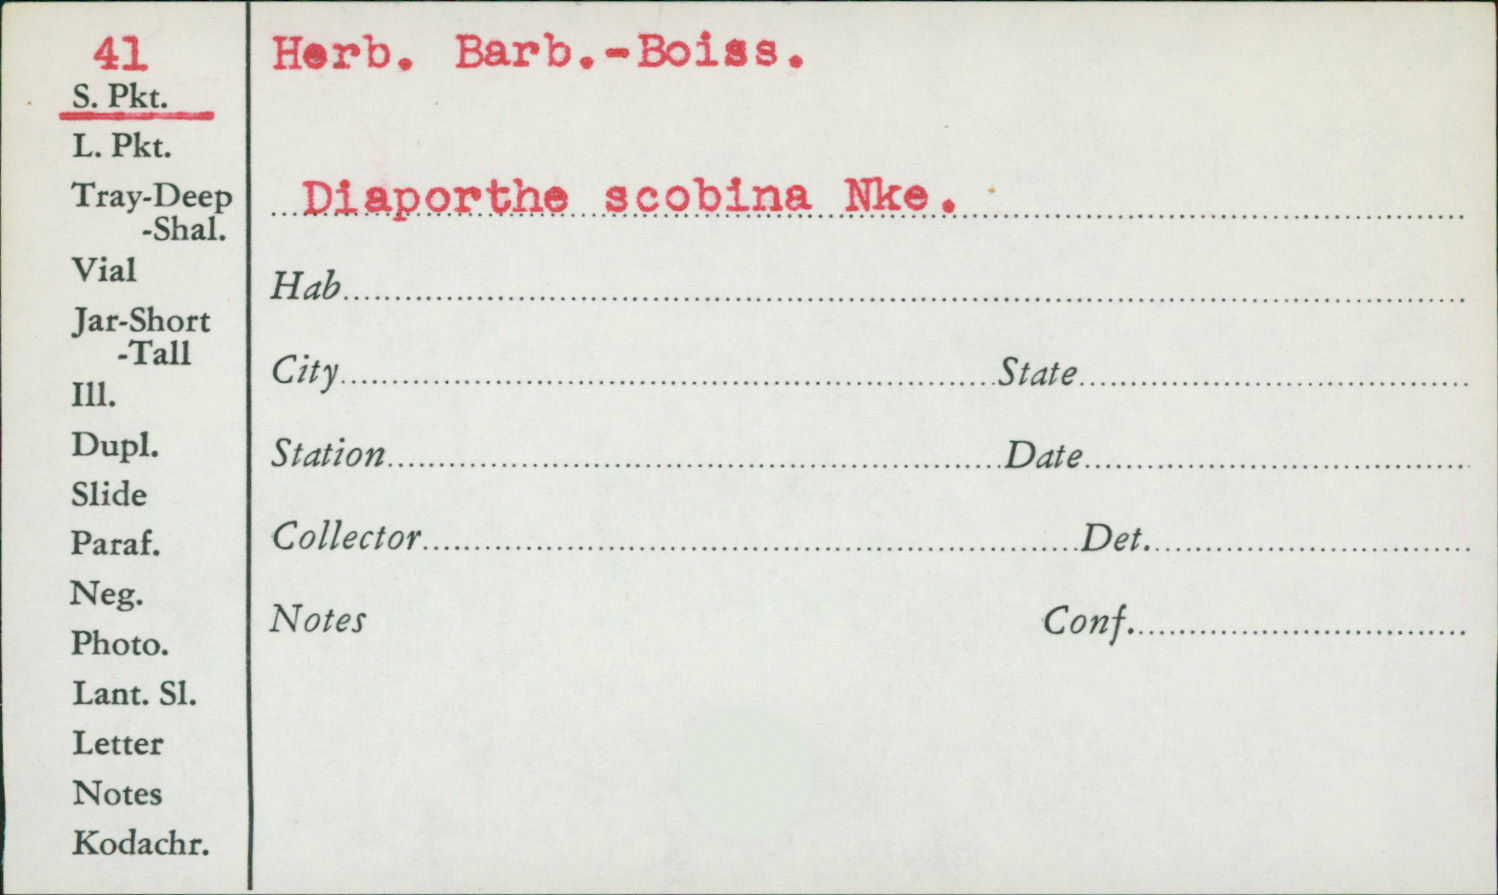 41
S. Pkt.
L. Pkt.
Tray-Deep
-Shal.
Vial
Jar-Short
-Tall
Ill.
Dupl.
Slide
Paraf.
Neg.
Photo.
Lant. Sl.
Letter
Notes
Kodachr.
Herb. Barb.-Boiss.
Diaporthe scobina Nke.
Hab
City State
Station Date
Collector Det.
Notes Conf.